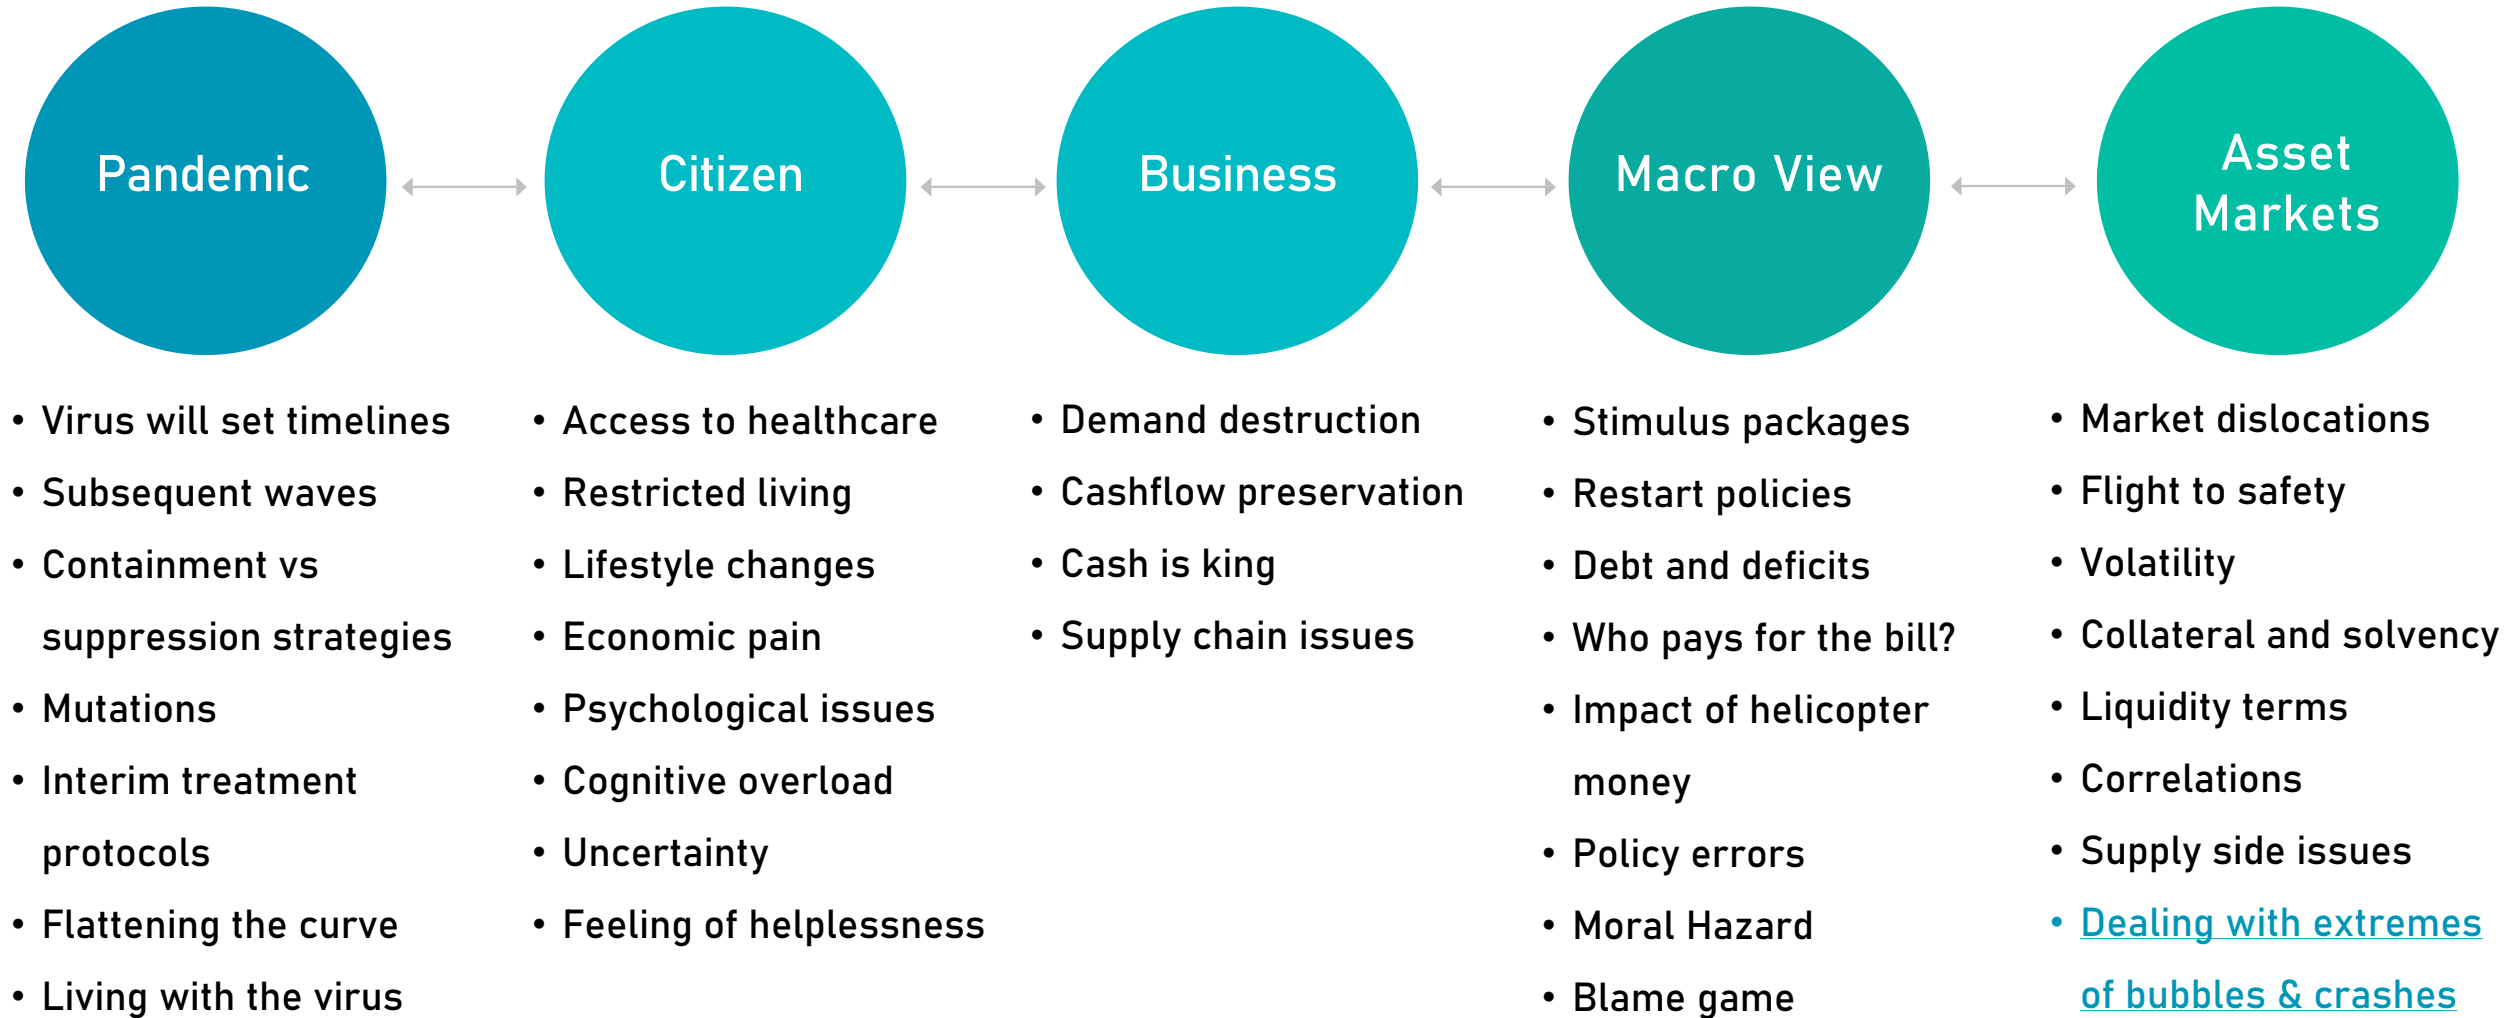 Pandemic
Citizen
Business
Macro View
Asset
Markets
• Virus will set timelines
• Subsequent waves
• Containment vs
suppression strategies
• Mutations
• Interim treatment
protocols
• Flattening the curve
• Living with the virus
• Access to healthcare
• Restricted living
• Lifestyle changes
• Economic pain
• Psychological issues
• Cognitive overload
• Uncertainty
• Feeling of helplessness
• Demand destruction
• Cashflow preservation
• Cash is king
• Supply chain issues
• Stimulus packages
• Restart policies
• Debt and deficits
• Who pays for the bill?
• Impact of helicopter
money
• Policy errors
• Moral Hazard
• Blame game
• Market dislocations
• Flight to safety
• Volatility
• Collateral and solvency
• Liquidity terms
• Correlations
• Supply side issues
• Dealing with extremes
of bubbles & crashes